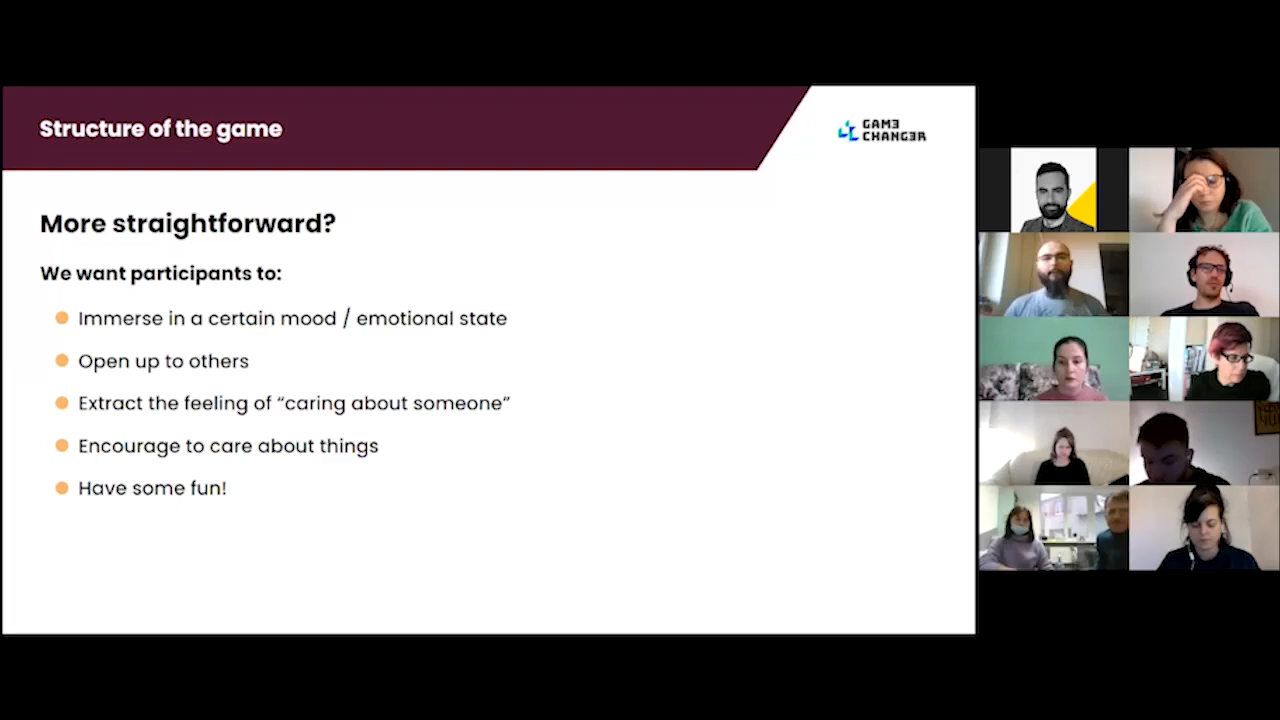 Structure of the game
GAM3
CHANG3R
More straightforward?
We want participants to:
Immerse in a certain mood / emotional state
Open up to others
Extract the feeling of “caring about someone”
Encourage to care about things
Have some fun!